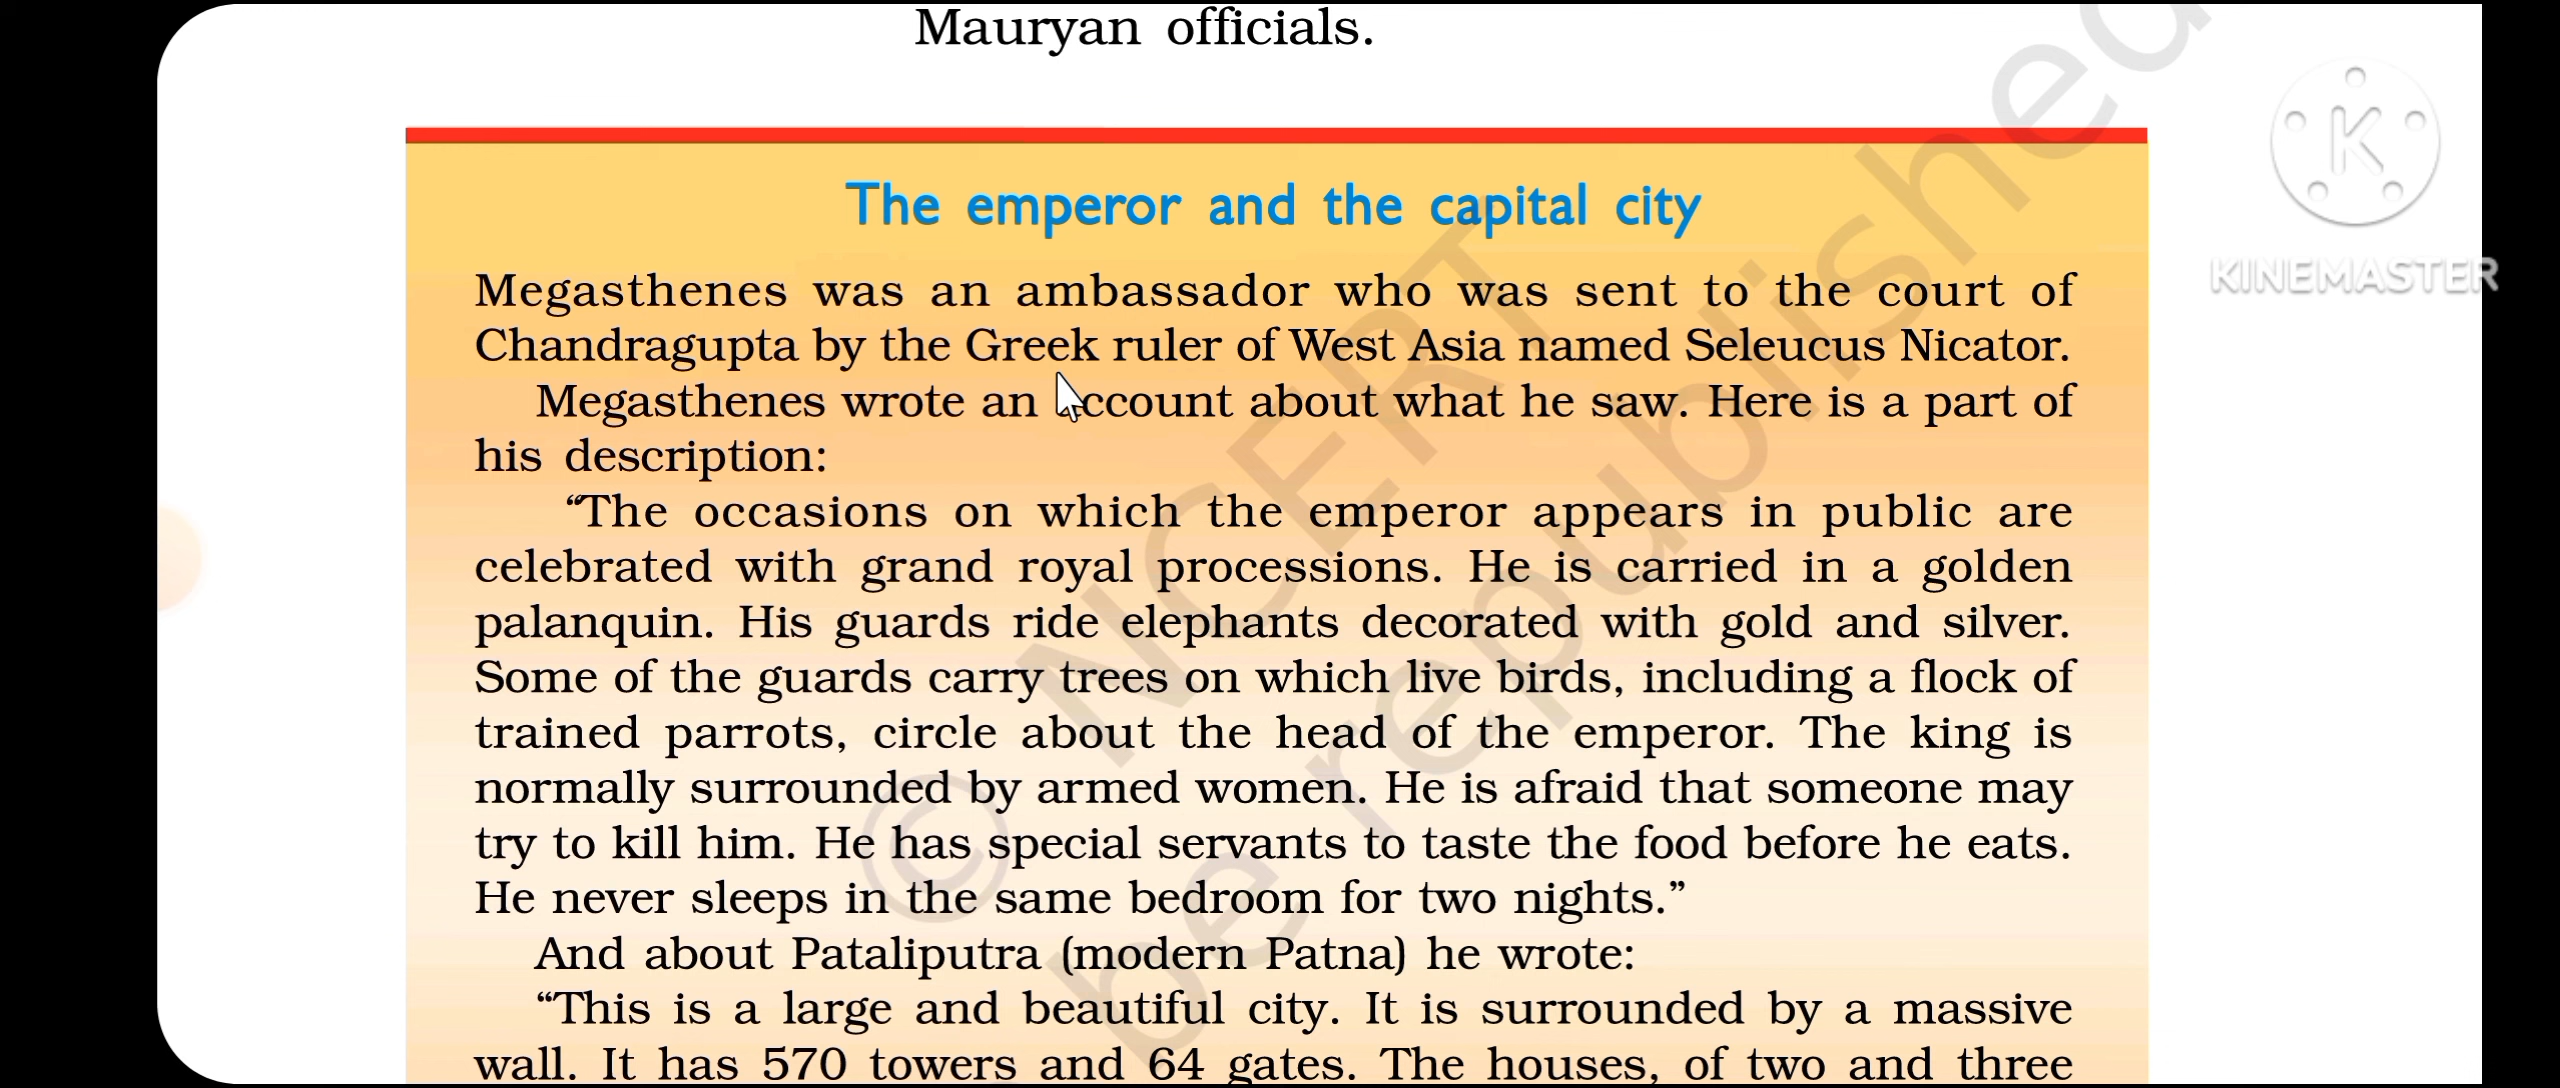 Mauryan officials.
The emperor and the capital city
Megasthenes was an ambassador who was sent to the court of
Chandragupta by the Greek ruler of West Asia named Seleucus Nicator.
Megasthenes wrote an account about what he saw. Here is a part of
his description:
“The occasions on which the emperor appears in public are
celebrated with grand royal processions. He is carried in a golden
palanquin. His guards ride elephants decorated with gold and silver.
Some of the guards carry trees on which live birds, including a flock of
trained parrots, circle about the head of the emperor. The king is
normally surrounded by armed women. He is afraid that someone may
try to kill him. He has special servants to taste the food before he eats.
He never sleeps in the same bedroom for two nights.”
And about Pataliputra (modern Patna) he wrote:
“This is a large and beautiful city. It is surrounded by a massive
wall. It has 570 towers and 64 gates. The houses, of two and three
© NCERT
be republished
K
KINEMASTER